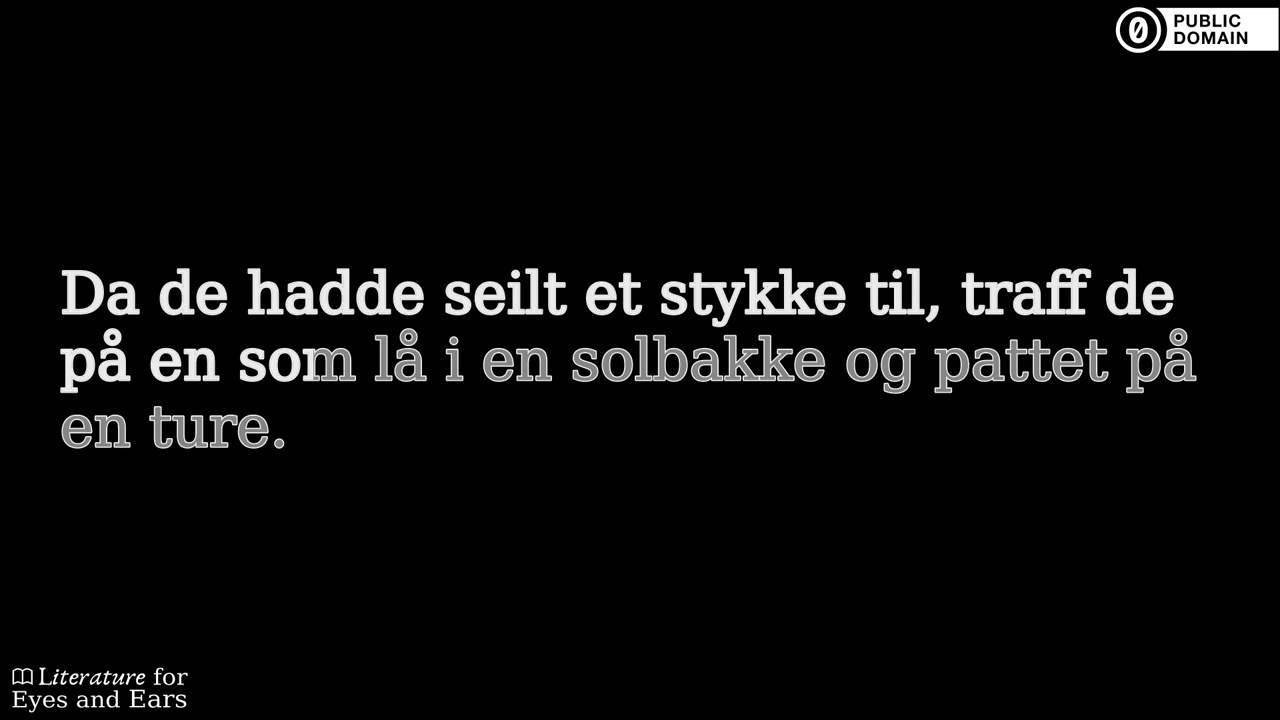 PUBLIC
DOMAIN
Da de hadde seilt et stykke til, traff de
på en som lå i en solbakke og pattet på
en ture.
Literature for
Eyes and Ears